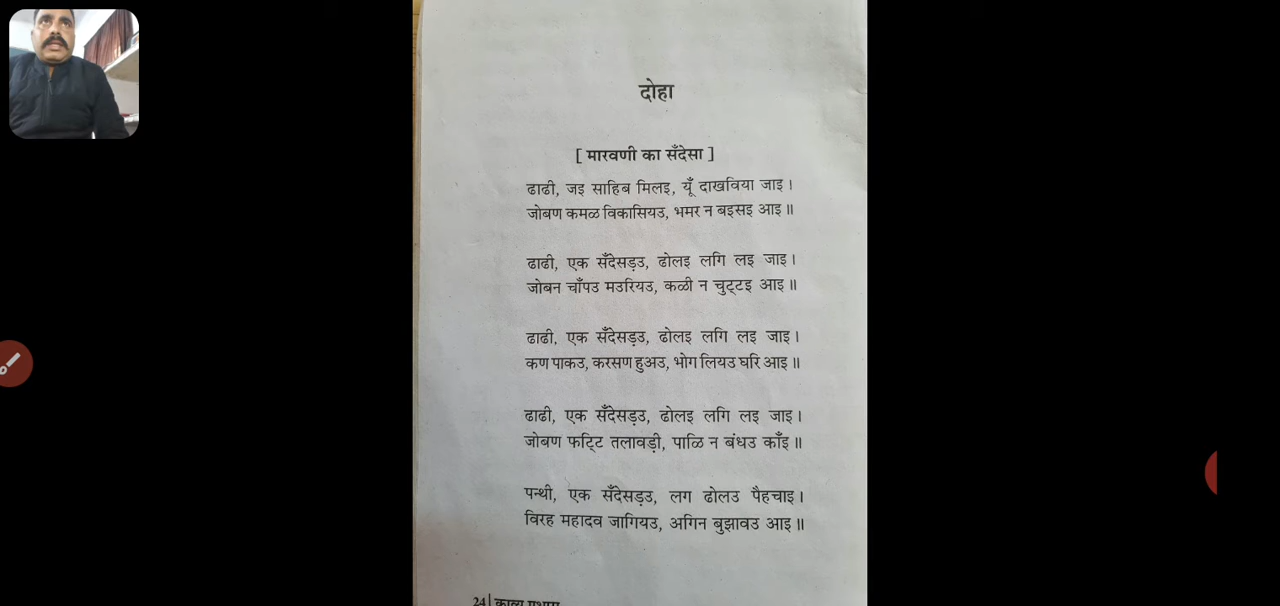 दोहा
[ मारवणी का सँदेसा ]
ढाढी, जइ साहिब मिलइ, यूँ दाखविया जाइ।
जोबण कमळ विकासियउ, भमर न बइसइ आइ॥
ढाढी, एक सँदेसड़उ, ढोलइ लगि लइ जाइ।
जोबन चाँपउ मउरियउ, कळी न चुट्टइ आइ॥
ढाढी, एक सँदेसड़उ, ढोलइ लगि लइ जाइ।
कण पाकउ, करसण हुअउ, भोग लियउ घरि आइ॥
ढाढी, एक सँदेसड़उ, ढोलइ लगि लइ जाइ।
जोबण फट्टि तलावड़ी, पाळि न बंधउ काँइ॥
पन्थी, एक सँदेसड़उ, लग ढोलउ पैहचाइ।
विरह महादव जागियउ, अगिन बुझावउ आइ॥
24| काव्य